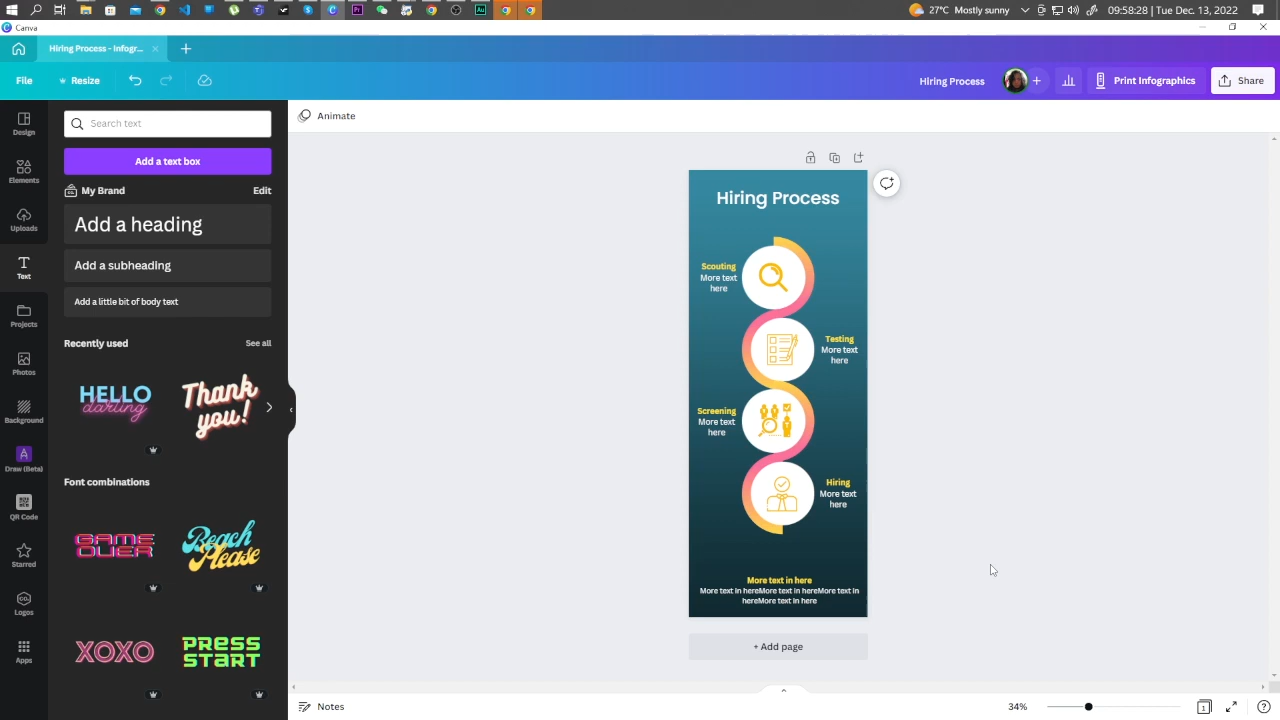 27°C Mostly sunny
09:58:28 | Tue Dec 13, 2022
Canva
Hiring Process - Infogr...
File
Resize
Hiring Process
Print Infographics
Share
Design
Elements
Uploads
Text
Projects
Photos
Background
Draw (Beta)
QR Code
Starred
Logos
Apps
Search text
Add a text box
My Brand
Edit
Add a heading
Add a subheading
Add a little bit of body text
Recently used
See all
HELLO
darling
Thank
you!
Font combinations
GAME
OVER
Beach
Please
XOXO
PRESS
START
Animate
Hiring Process
Scouting
More text
here
Testing
More text
here
Screening
More text
here
Hiring
More text
here
More text in here
More text in hereMore text in hereMore text in
hereMore text in here
+ Add page
Notes
34%
1